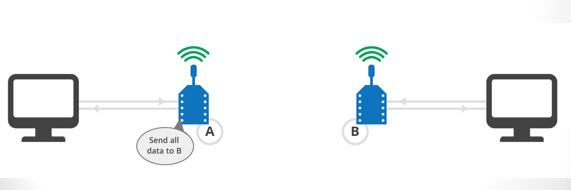 A
B
Send all
data to B